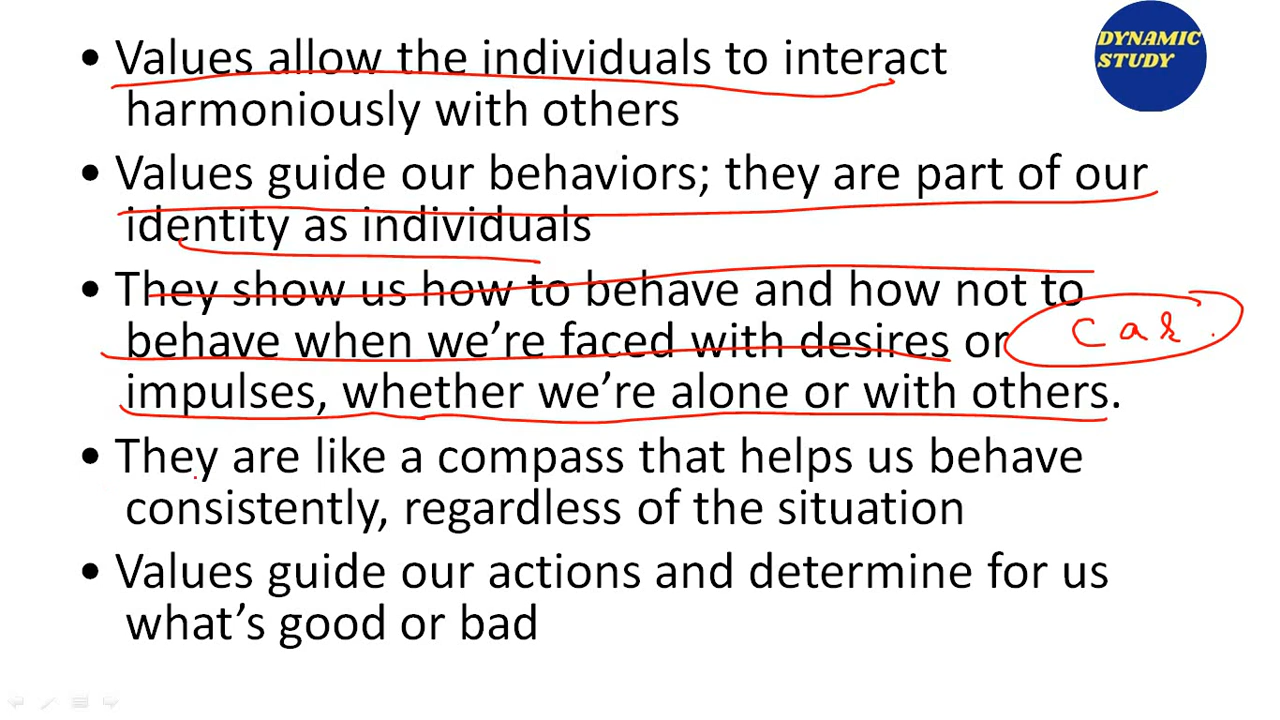 DYNAMIC
STUDY
• Values allow the individuals to interact
harmoniously with others
• Values guide our behaviors; they are part of our
identity as individuals
• They show us how to behave and how not to
behave when we’re faced with desires or
car
impulses, whether we’re alone or with others.
• They are like a compass that helps us behave
consistently, regardless of the situation
• Values guide our actions and determine for us
what’s good or bad